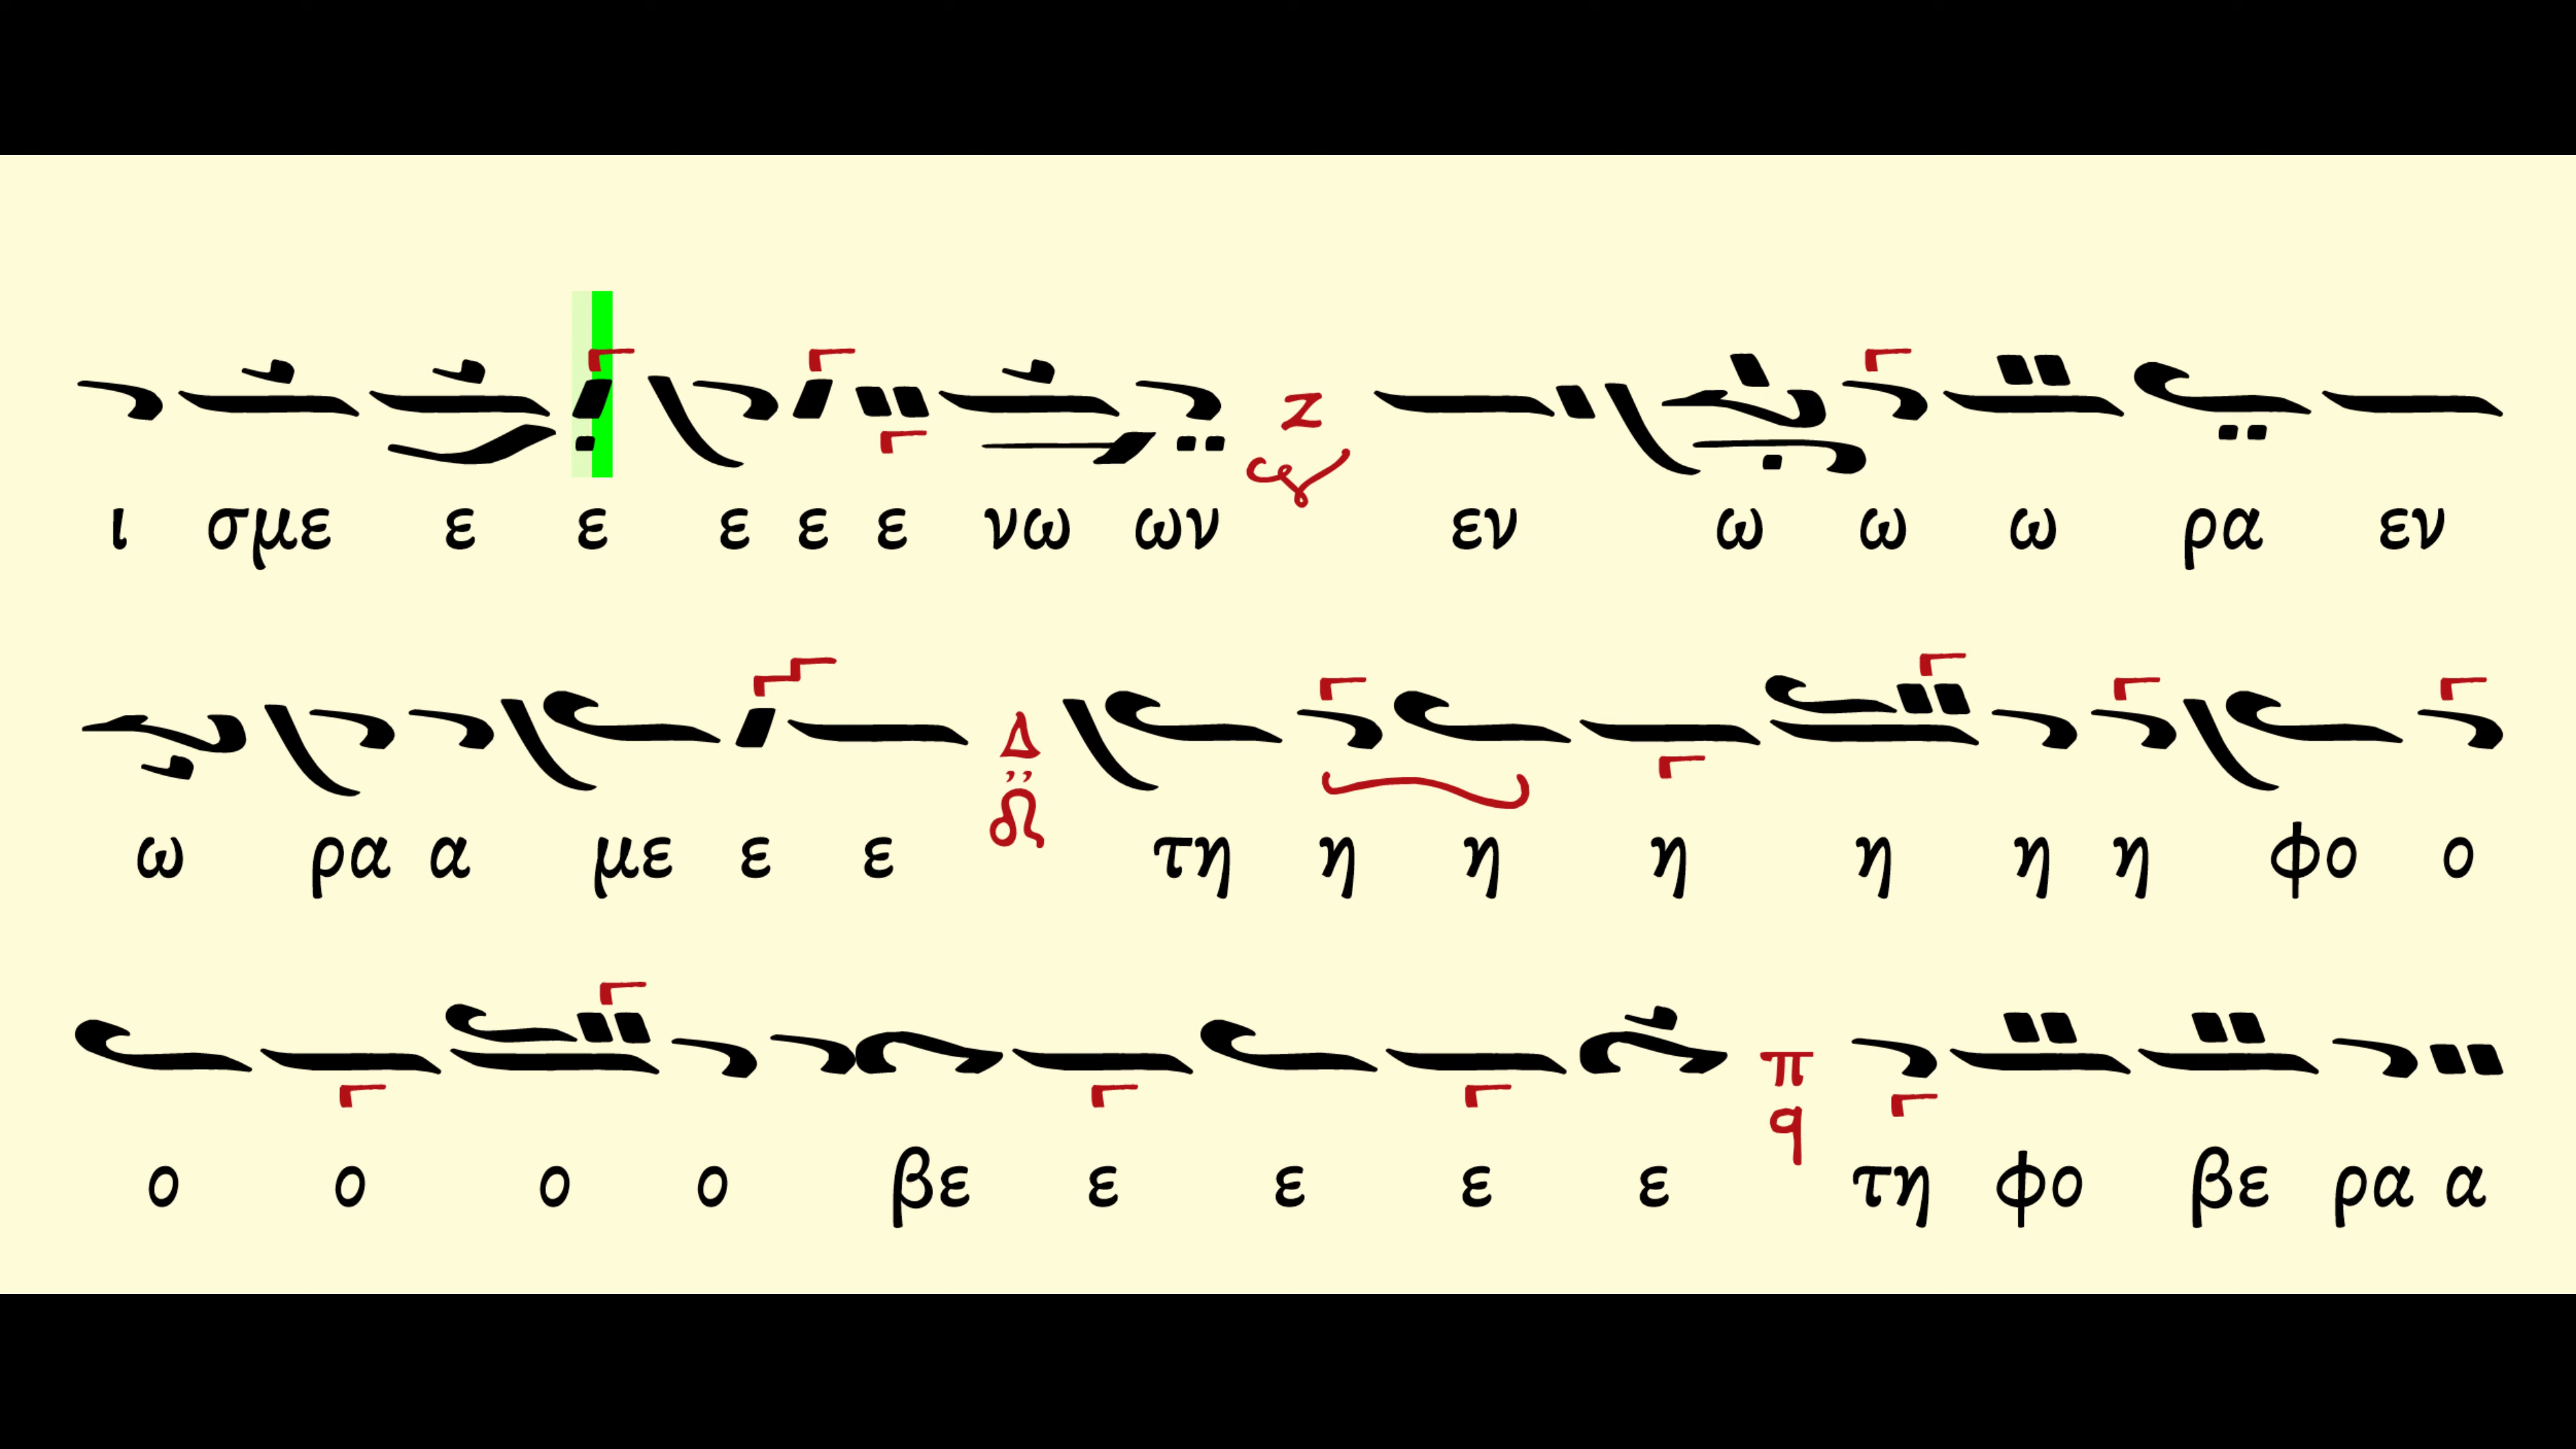 ι σμε ε ε ε ε ε νω ων Ζ εν ω ω ω ρα εν
ω ρα α με ε ε Δ τη η η η η η η φο ο
ο ο ο ο βε ε ε ε ε π q τη φο βε ρα α